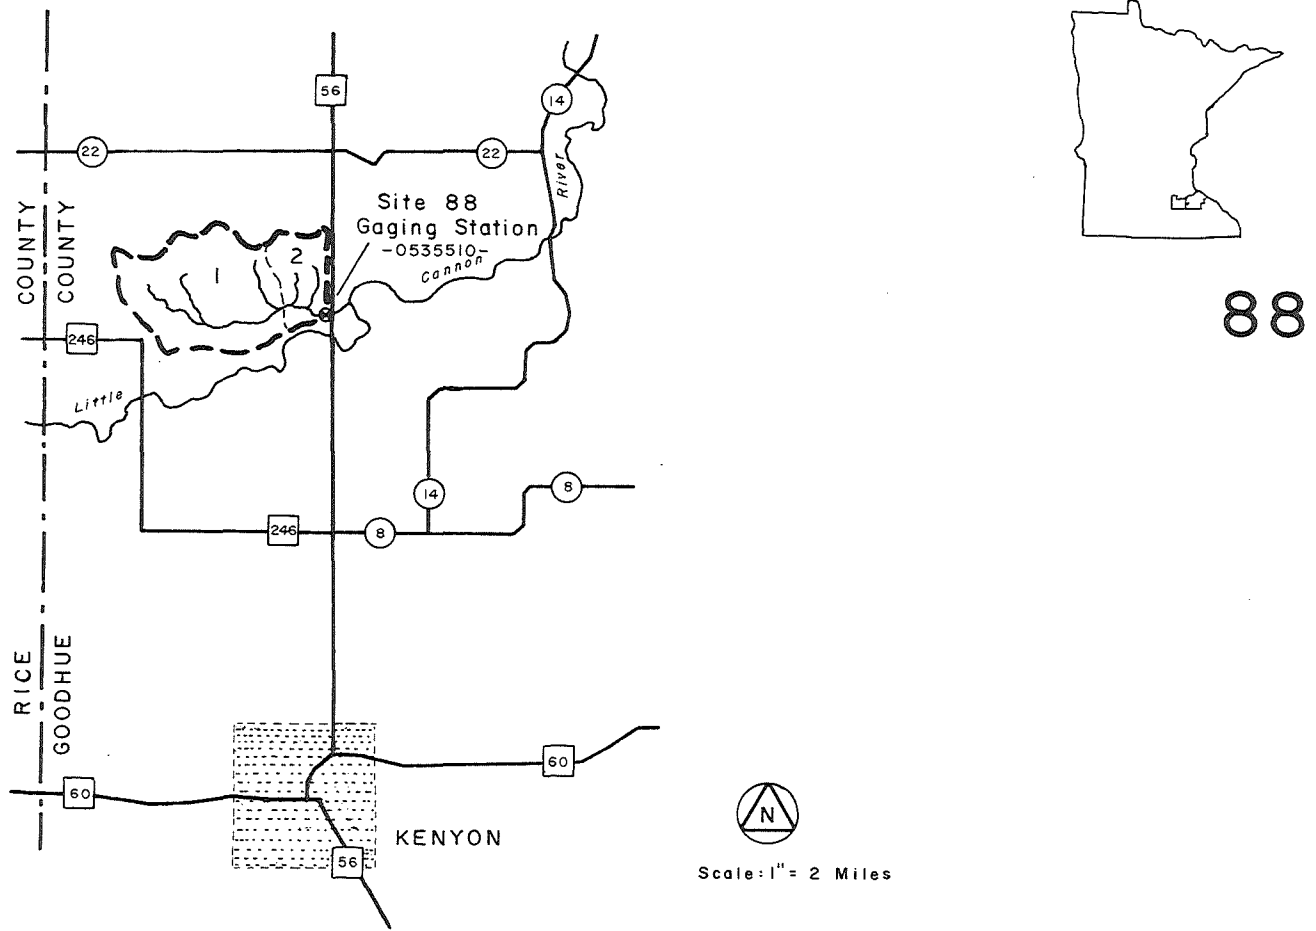 56
14
22
22
River
Site 88
Gaging Station
-0535510-
Cannon
COUNTY
COUNTY
1
2
88
246
Little
14
8
246
8
RICE
GOODHUE
60
60
KENYON
56
N
Scale: 1" = 2 Miles